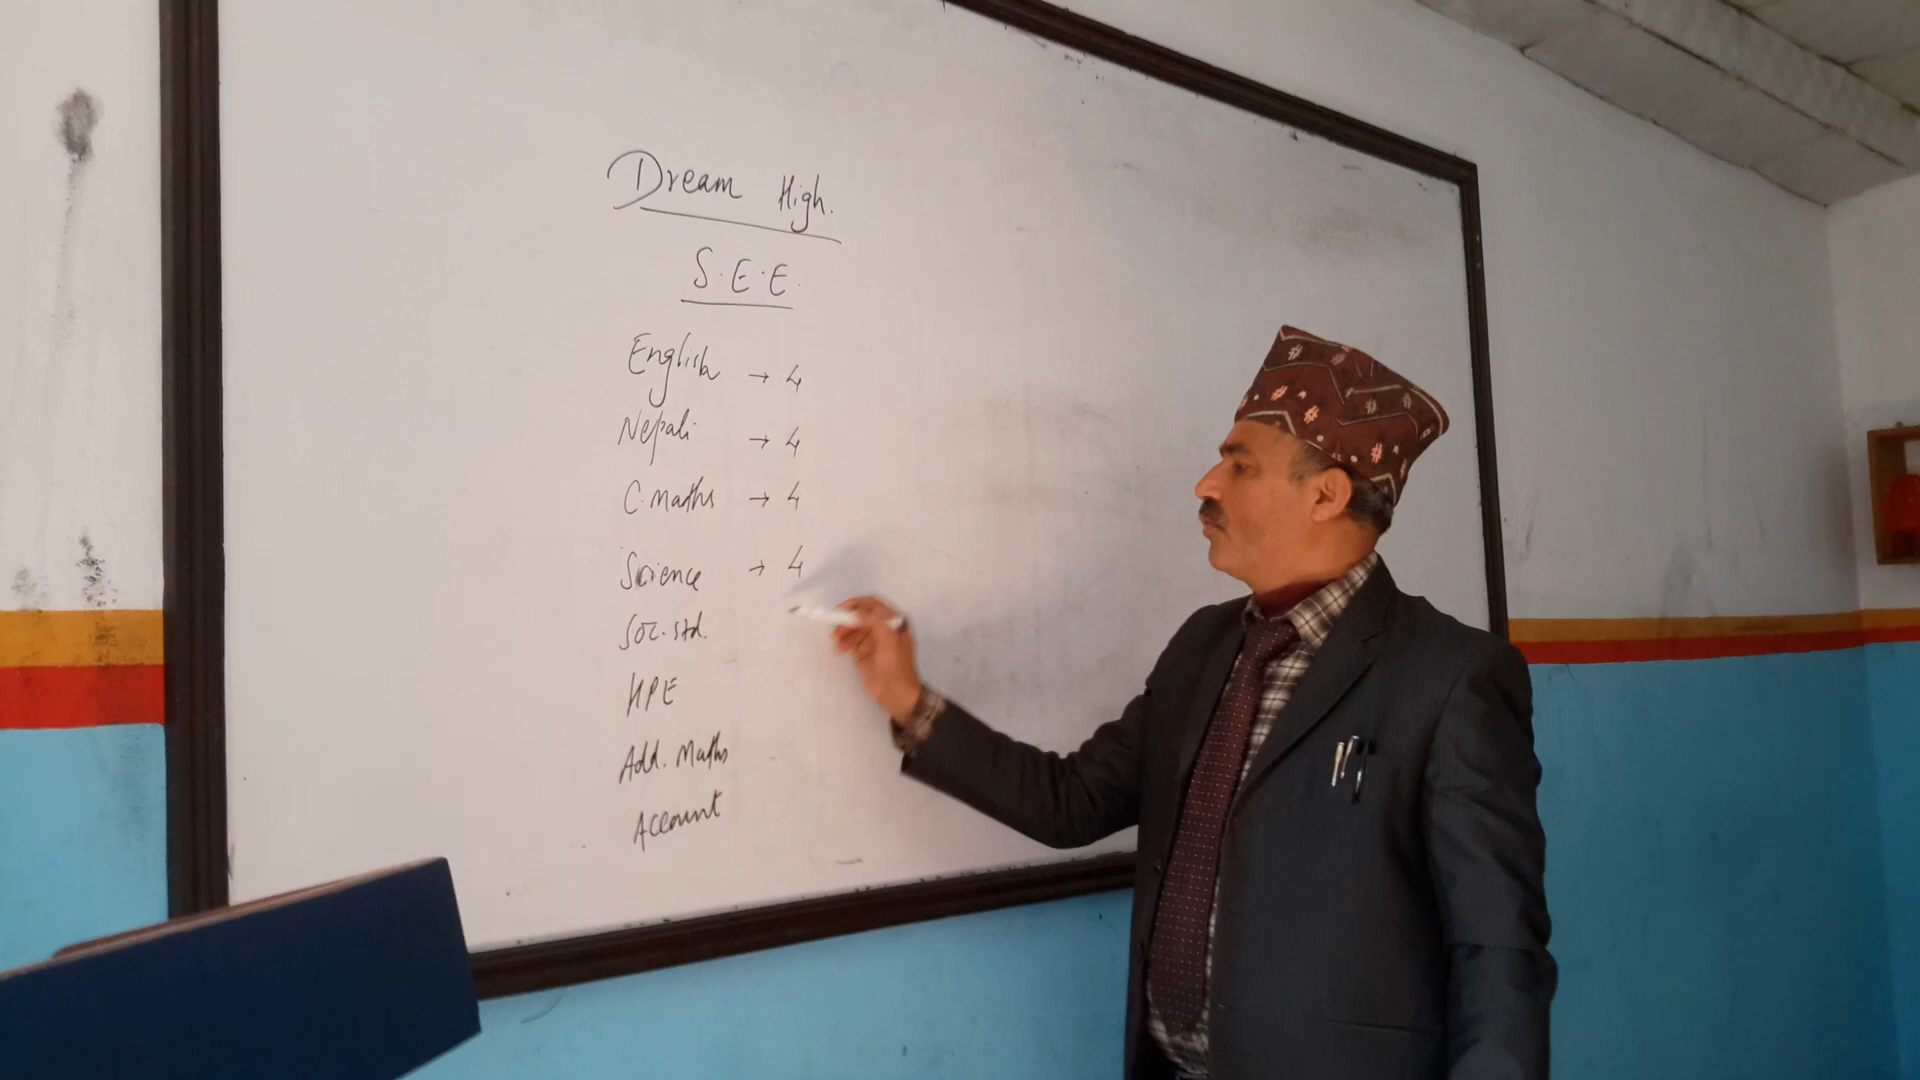 Dream High.
S.E.E.
English → 4
Nepali → 4
C.Maths → 4
Science → 4
Soc. Std.
HPE
Add. Maths
Account